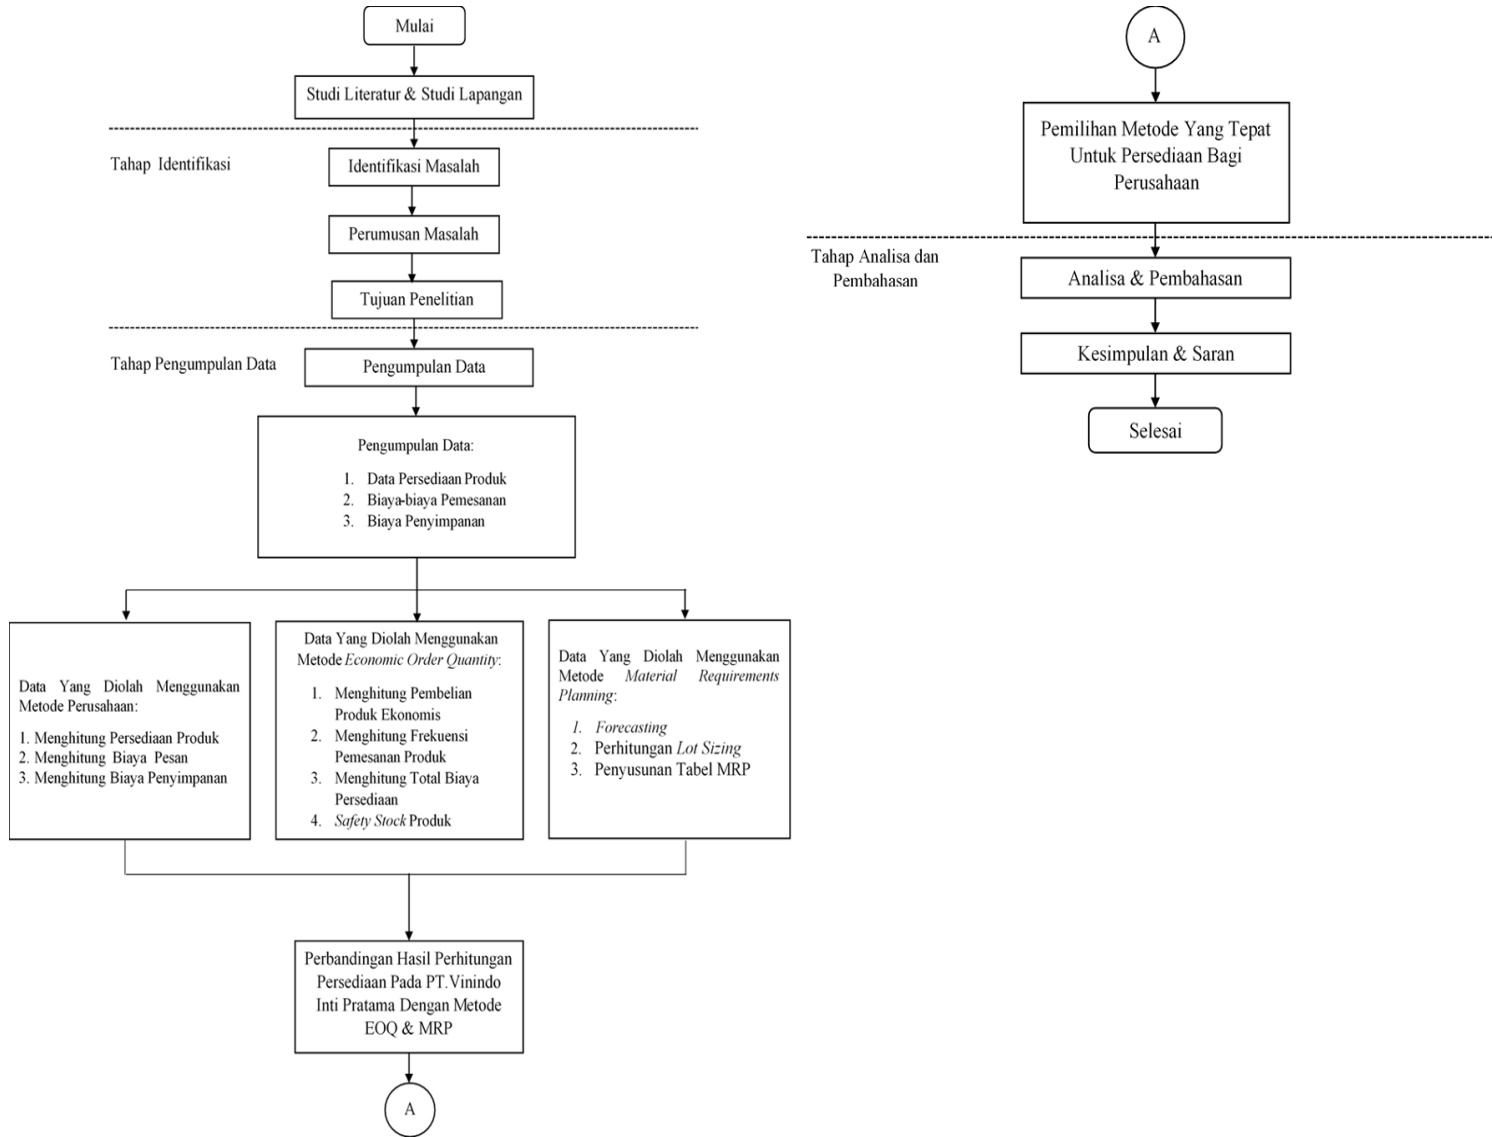 Mulai
Studi Literatur & Studi Lapangan
Tahap Identifikasi
Identifikasi Masalah
Perumusan Masalah
Tujuan Penelitian
Tahap Pengumpulan Data
Pengumpulan Data
Pengumpulan Data:
1. Data Persediaan Produk
2. Biaya-biaya Pemesanan
3. Biaya Penyimpanan
Data Yang Diolah Menggunakan
Metode Perusahaan:
1. Menghitung Persediaan Produk
2. Menghitung Biaya Pesan
3. Menghitung Biaya Penyimpanan
Data Yang Diolah Menggunakan
Metode Economic Order Quantity:
1. Menghitung Pembelian
Produk Ekonomis
2. Menghitung Frekuensi
Pemesanan Produk
3. Menghitung Total Biaya
Persediaan
4. Safety Stock Produk
Data Yang Diolah Menggunakan
Metode Material Requirements
Planning:
1. Forecasting
2. Perhitungan Lot Sizing
3. Penyusunan Tabel MRP
Perbandingan Hasil Perhitungan
Persediaan Pada PT.Vinindo
Inti Pratama Dengan Metode
EOQ & MRP
A
A
Pemilihan Metode Yang Tepat
Untuk Persediaan Bagi
Perusahaan
Tahap Analisa dan
Pembahasan
Analisa & Pembahasan
Kesimpulan & Saran
Selesai